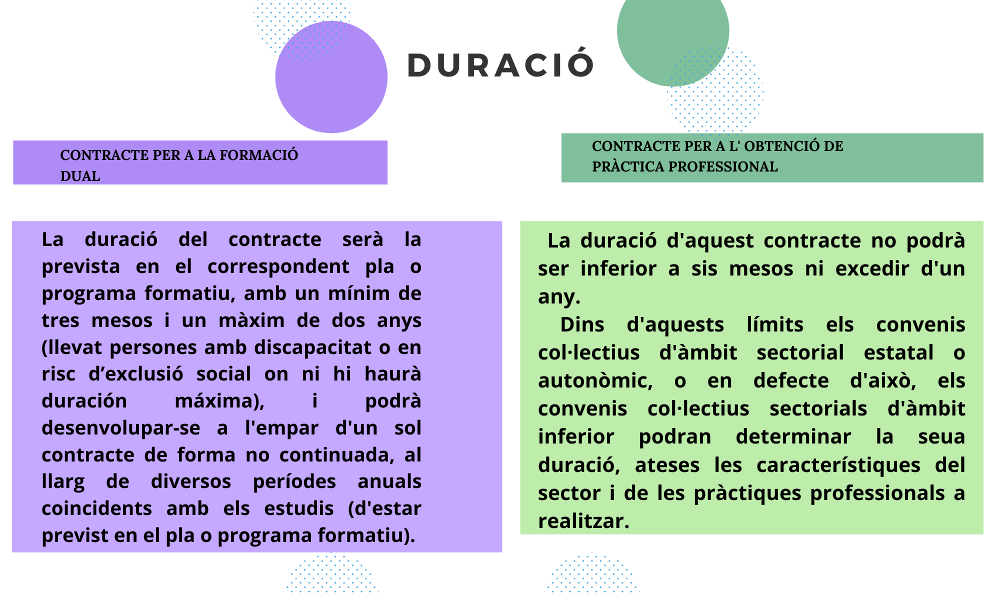 DURACIÓ
CONTRACTE PER A LA FORMACIÓ
DUAL
La duració del contracte serà la
prevista en el correspondent pla o
programa formatiu, amb un mínim de
tres mesos i un màxim de dos anys
(llevat persones amb discapacitat o en
risc d’exclusió social on ni hi haurà
duración máxima), i podrà
desenvolupar-se a l'empar d'un sol
contracte de forma no continuada, al
llarg de diversos períodes anuals
coincidents amb els estudis (d'estar
previst en el pla o programa formatiu).
CONTRACTE PER A L' OBTENCIÓ DE
PRÀCTICA PROFESSIONAL
La duració d'aquest contracte no podrà
ser inferior a sis mesos ni excedir d'un
any.
Dins d'aquests límits els convenis
col·lectius d'àmbit sectorial estatal o
autonòmic, o en defecte d'això, els
convenis col·lectius sectorials d'àmbit
inferior podran determinar la seua
duració, ateses les característiques del
sector i de les pràctiques professionals a
realitzar.